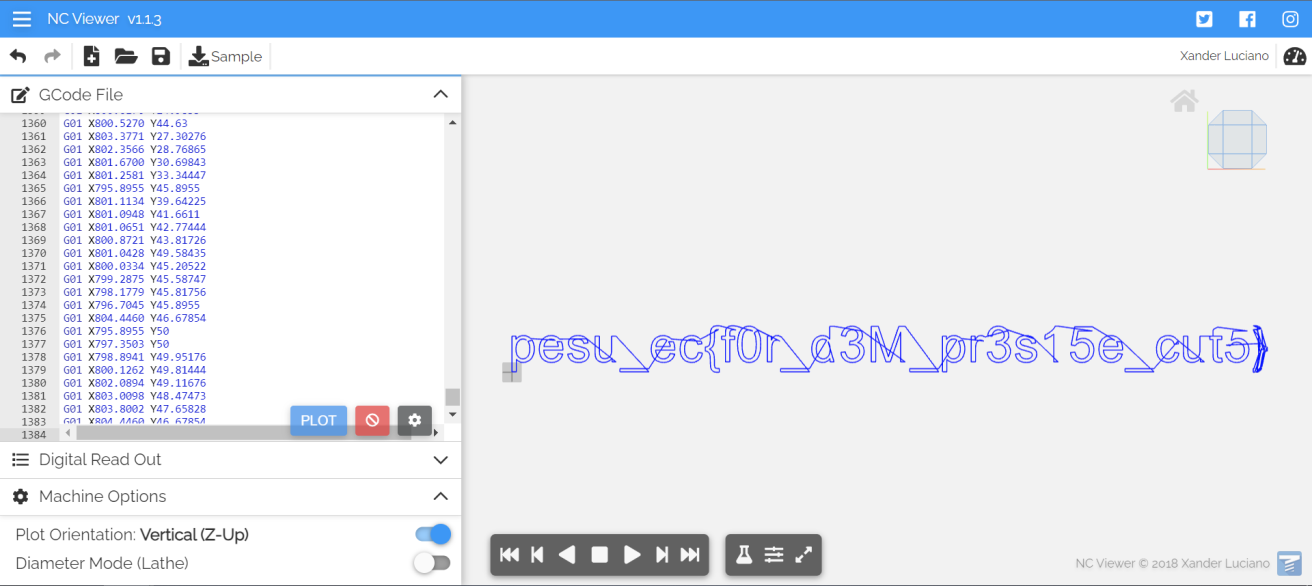 NC Viewer v1.1.3
Sample
Xander Luciano
GCode File
1360 G01 X800.5270 Y44.63
1361 G01 X803.3771 Y27.30276
1362 G01 X802.3566 Y28.76865
1363 G01 X801.6700 Y30.69843
1364 G01 X801.2581 Y33.34447
1365 G01 X795.8955 Y45.8955
1366 G01 X801.1134 Y39.64225
1367 G01 X801.0948 Y41.6611
1368 G01 X801.0651 Y42.77444
1369 G01 X800.8721 Y43.81726
1370 G01 X801.0428 Y49.58435
1371 G01 X800.0334 Y45.20522
1372 G01 X799.2875 Y45.58747
1373 G01 X798.1779 Y45.81756
1374 G01 X796.7045 Y45.8955
1375 G01 X804.4460 Y46.67854
1376 G01 X795.8955 Y50
1377 G01 X797.3503 Y50
1378 G01 X798.8941 Y49.95176
1379 G01 X800.1262 Y49.81444
1380 G01 X802.0894 Y49.11676
1381 G01 X803.0098 Y48.47473
1382 G01 X803.8002 Y47.65828
1383 G01 X804.4460 Y46.67854
1384
PLOT
pesu_ec{f0r_d3M_pr3s15e_cut5}
Digital Read Out
Machine Options
Plot Orientation: Vertical (Z-Up)
Diameter Mode (Lathe)
NC Viewer © 2018 Xander Luciano